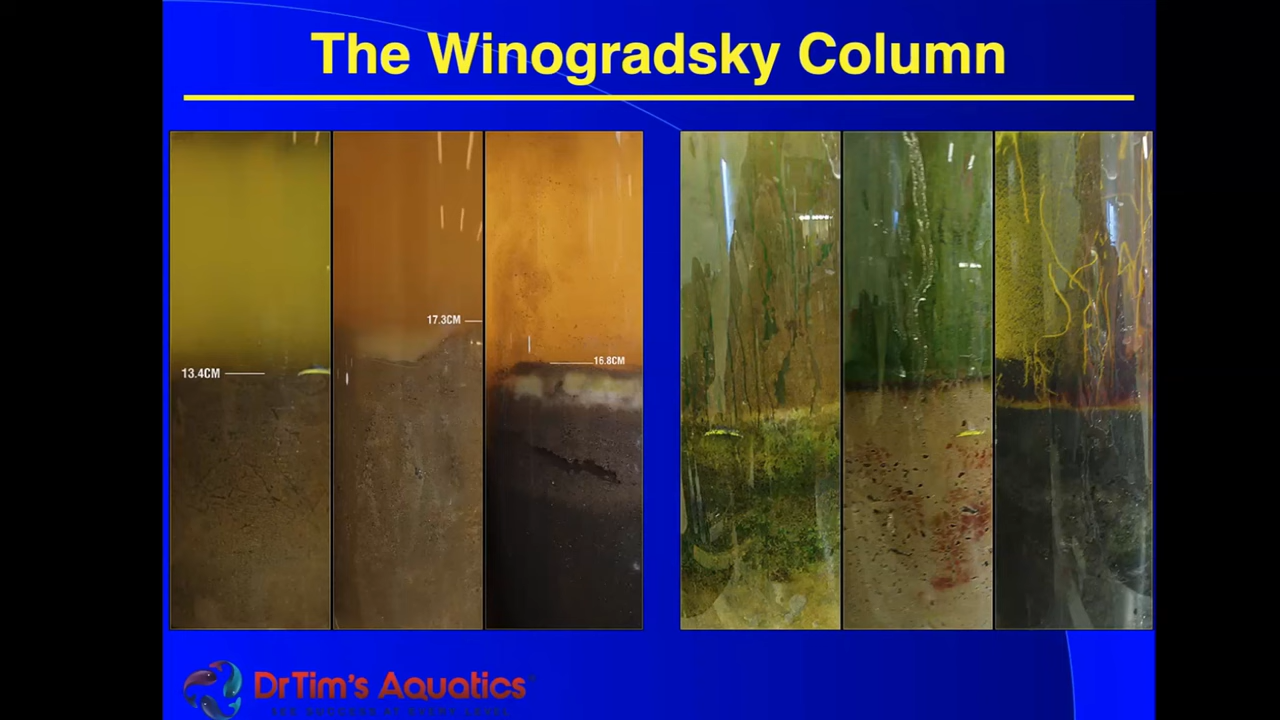 The Winogradsky Column
17.3CM
16.8CM
13.4CM
DrTim's Aquatics